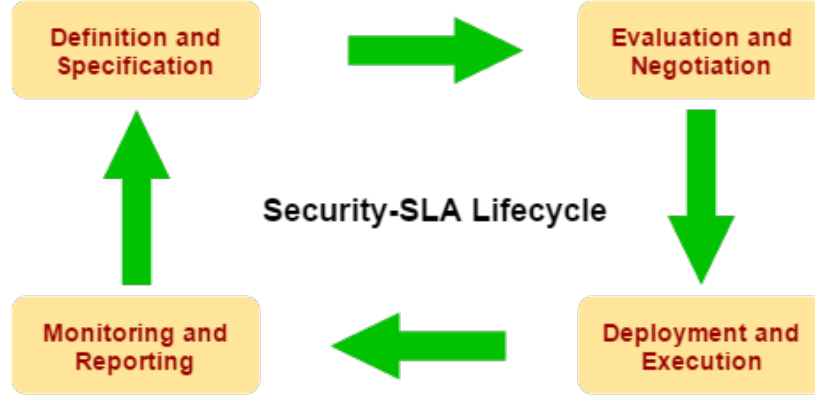 Definition and
Specification
Evaluation and
Negotiation
Security-SLA Lifecycle
Monitoring and
Reporting
Deployment and
Execution